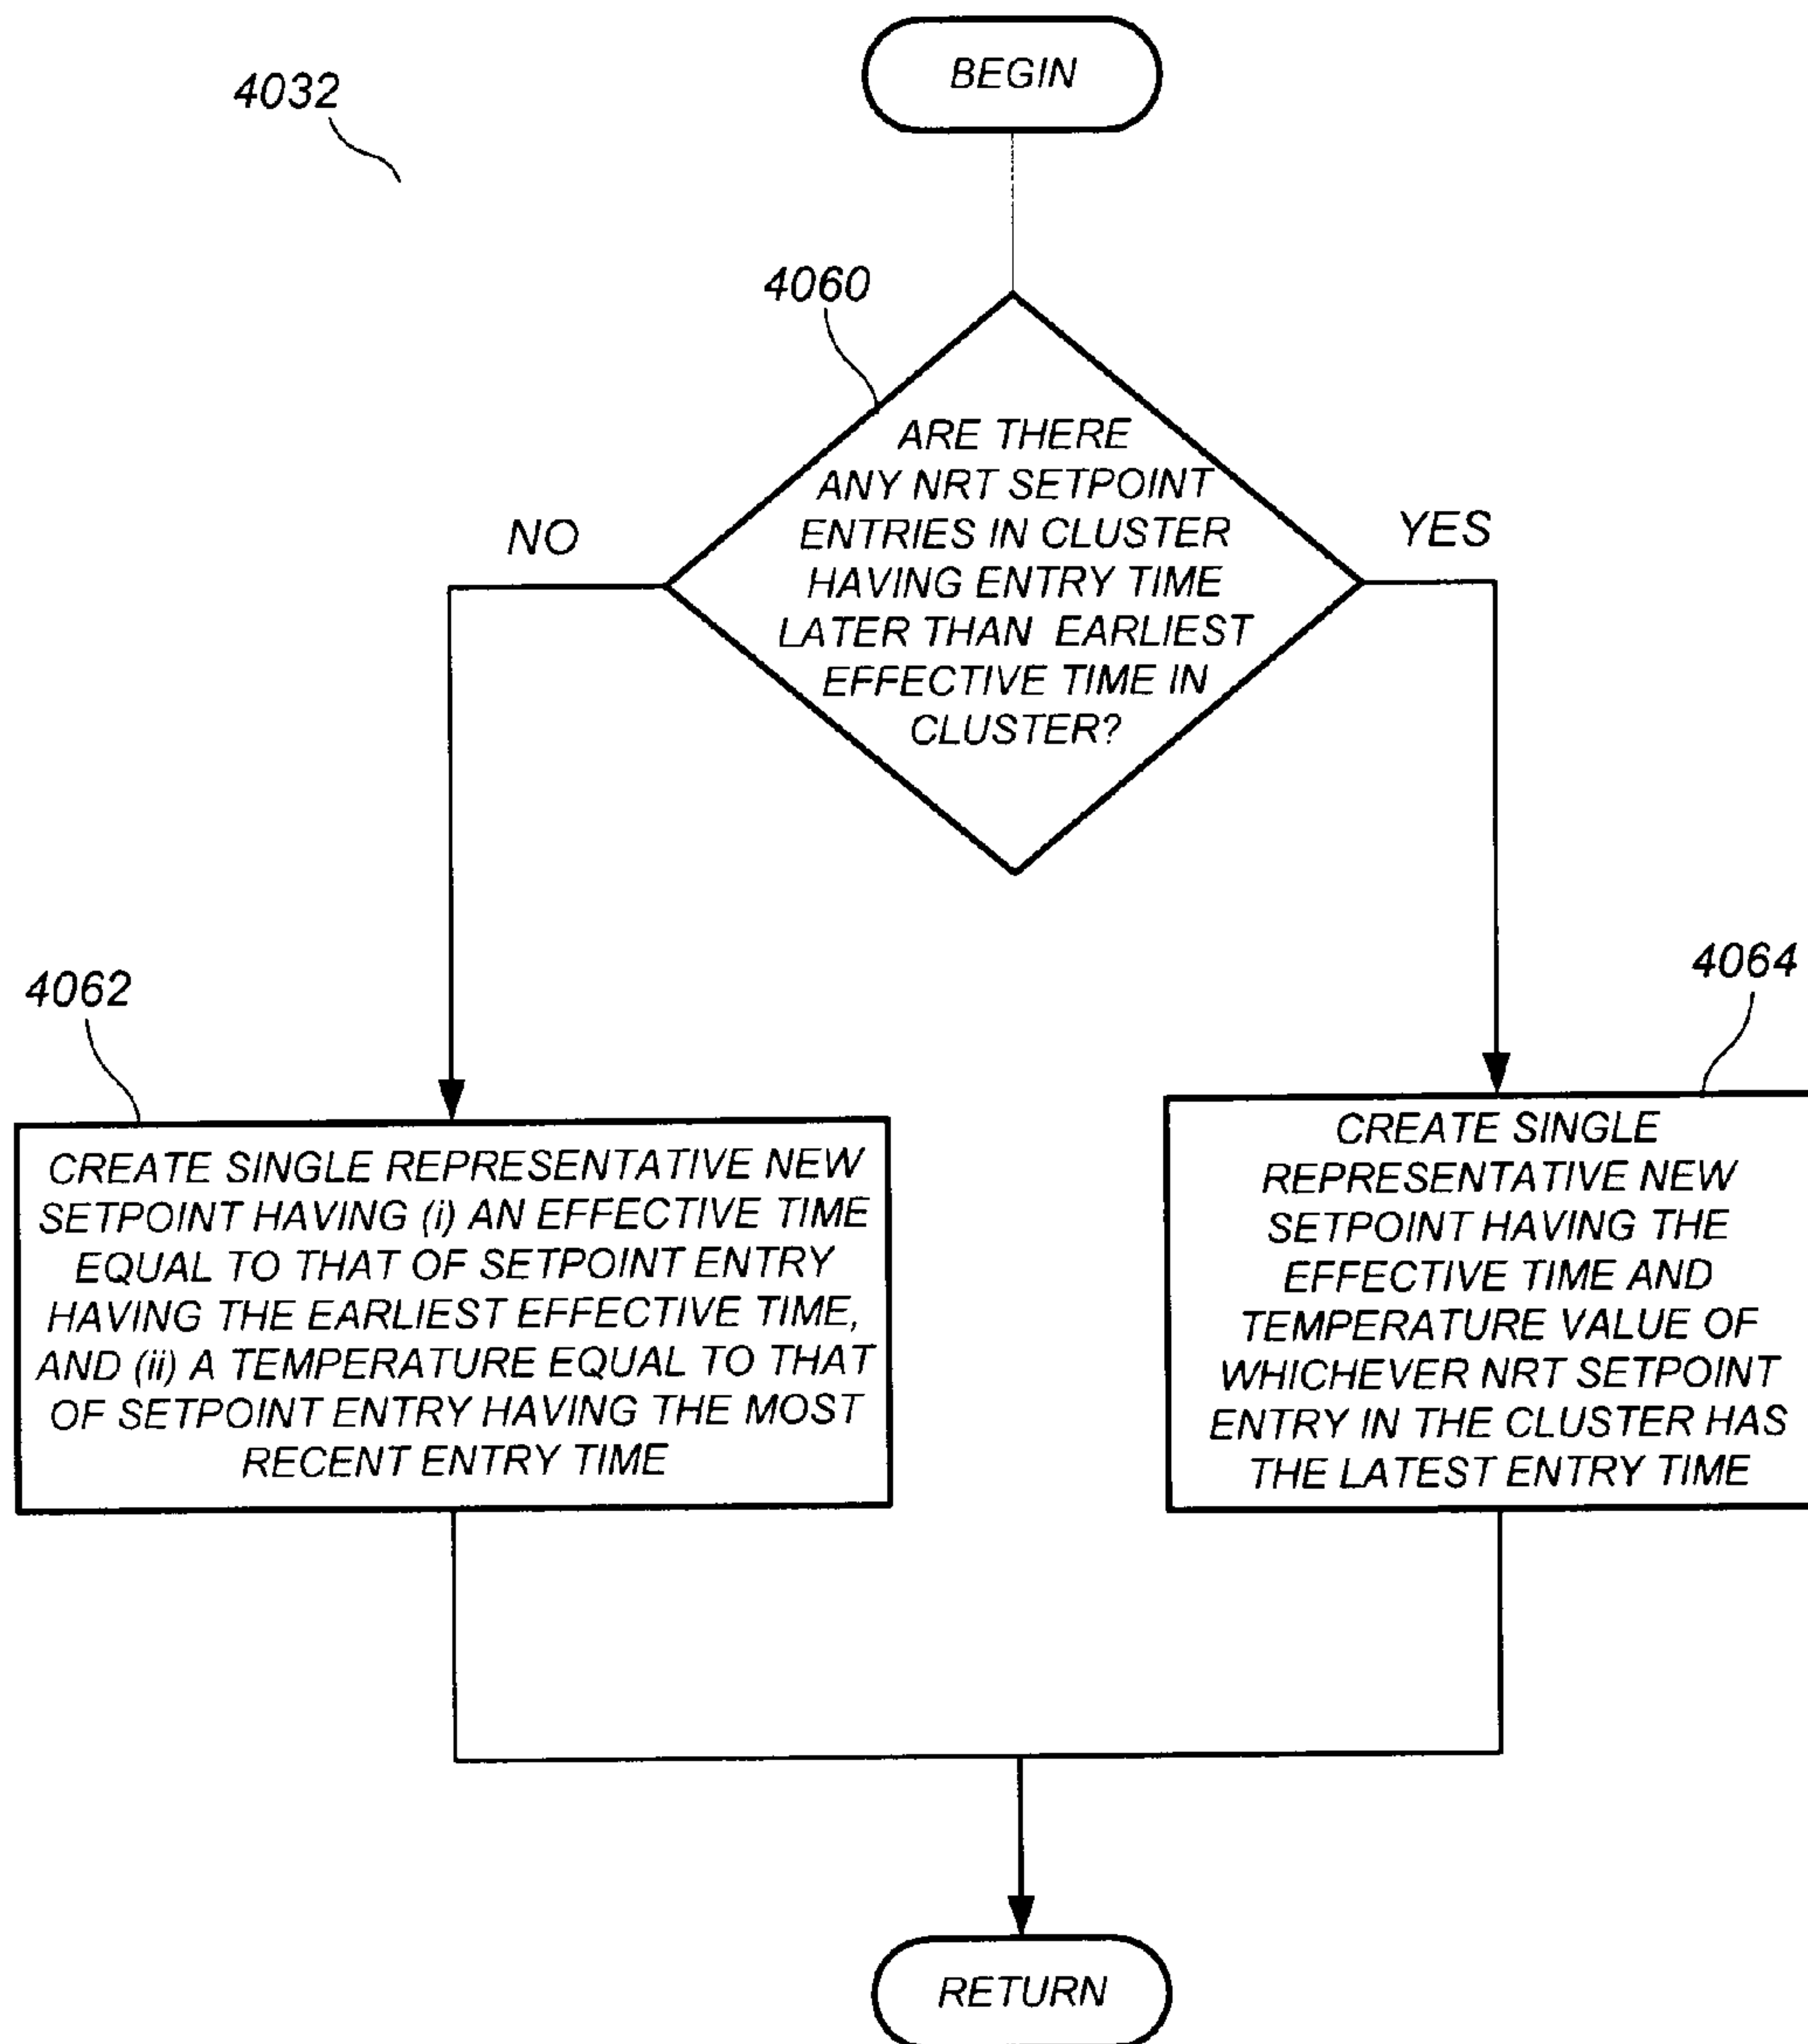 4032
BEGIN
4060
ARE THERE
ANY NRT SETPOINT
ENTRIES IN CLUSTER
HAVING ENTRY TIME
LATER THAN EARLIEST
EFFECTIVE TIME IN
CLUSTER?
NO
YES
4062
CREATE SINGLE REPRESENTATIVE NEW
SETPOINT HAVING (i) AN EFFECTIVE TIME
EQUAL TO THAT OF SETPOINT ENTRY
HAVING THE EARLIEST EFFECTIVE TIME,
AND (ii) A TEMPERATURE EQUAL TO THAT
OF SETPOINT ENTRY HAVING THE MOST
RECENT ENTRY TIME
4064
CREATE SINGLE
REPRESENTATIVE NEW
SETPOINT HAVING THE
EFFECTIVE TIME AND
TEMPERATURE VALUE OF
WHICHEVER NRT SETPOINT
ENTRY IN THE CLUSTER HAS
THE LATEST ENTRY TIME
RETURN